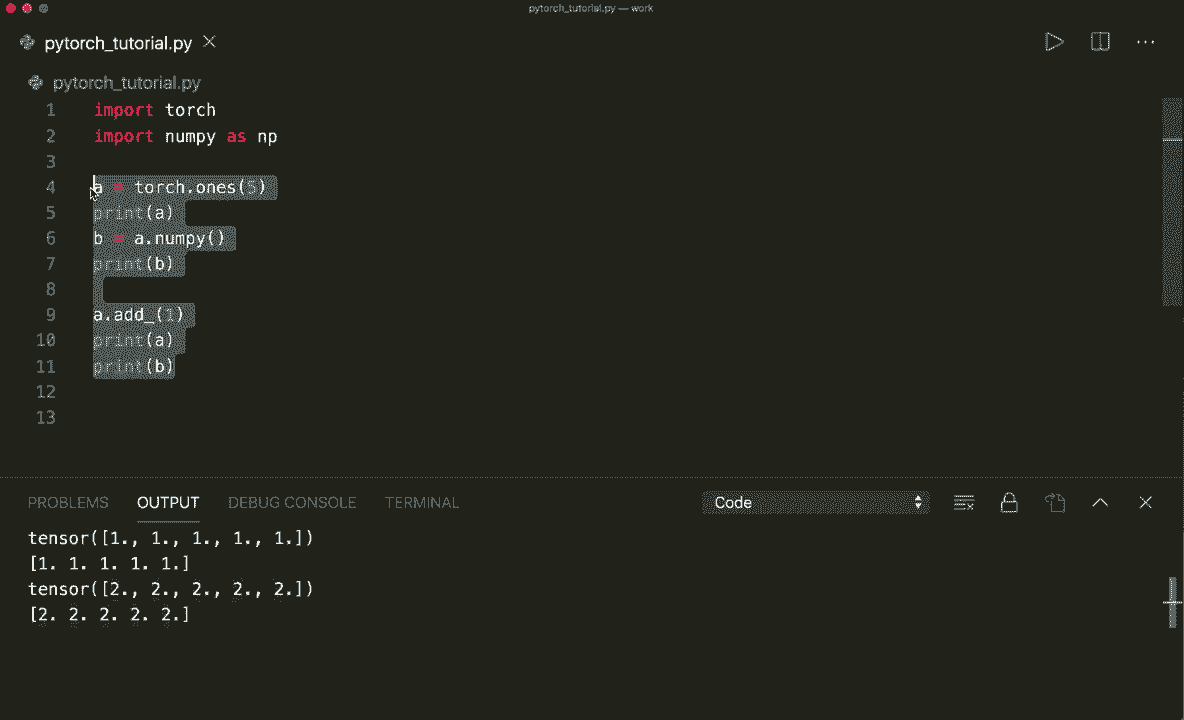 pytorch_tutorial.py — work
pytorch_tutorial.py
pytorch_tutorial.py
1 import torch
2 import numpy as np
3
4 a = torch.ones(5)
5 print(a)
6 b = a.numpy()
7 print(b)
8
9 a.add_(1)
10 print(a)
11 print(b)
12
13
PROBLEMS OUTPUT DEBUG CONSOLE TERMINAL Code
tensor([1., 1., 1., 1., 1.])
[1. 1. 1. 1. 1.]
tensor([2., 2., 2., 2., 2.])
[2. 2. 2. 2. 2.]